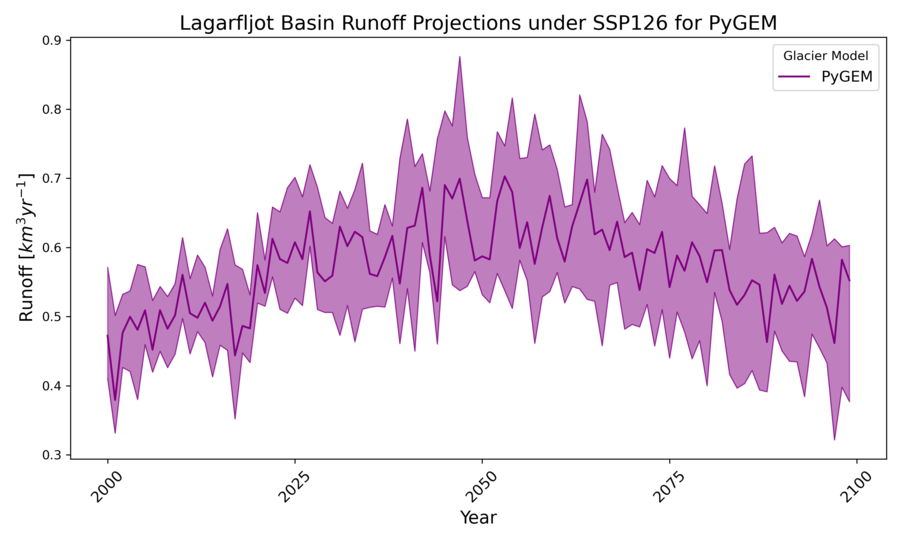 Lagarfljot Basin Runoff Projections under SSP126 for PyGEM
Glacier Model
PyGEM
0.9
0.8
0.7
0.6
0.5
0.4
0.3
Runoff [km³yr⁻¹]
2000
2025
2050
2075
2100
Year